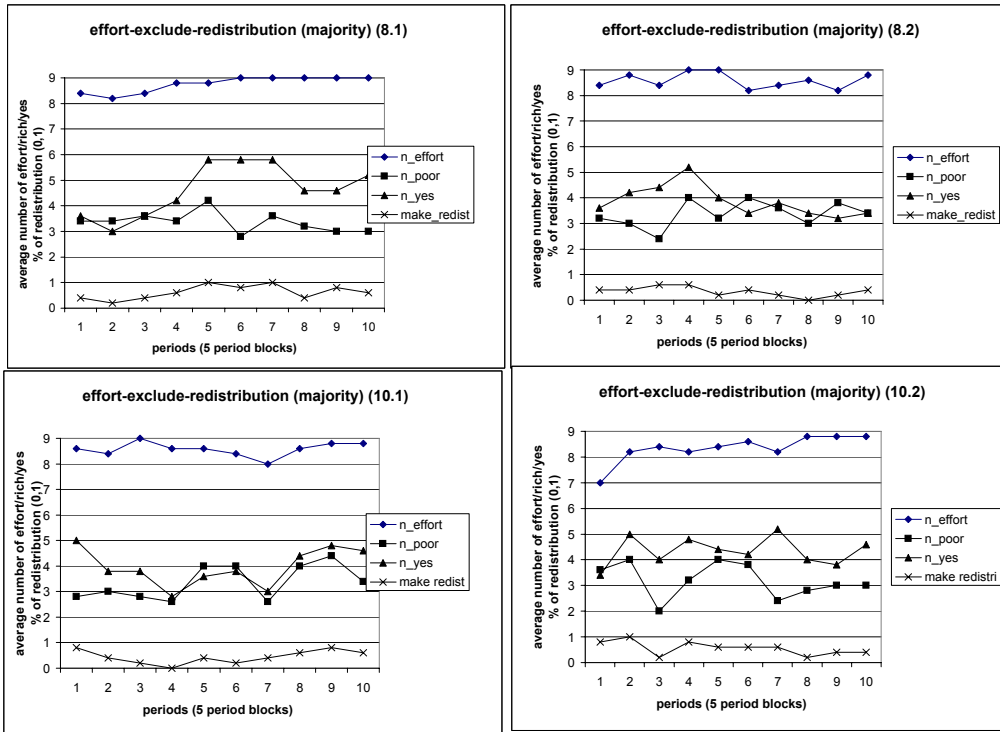 effort-exclude-redistribution (majority) (8.1)
average number of effort/rich/yes
% of redistribution (0,1)
9
8
7
6
5
4
3
2
1
0
1 2 3 4 5 6 7 8 9 10
periods (5 period blocks)
n_effort
n_poor
n_yes
make_redist
effort-exclude-redistribution (majority) (8.2)
average number of effort/rich/yes
% of redistribution (0,1)
9
8
7
6
5
4
3
2
1
0
1 2 3 4 5 6 7 8 9 10
periods (5 period blocks)
n_effort
n_poor
n_yes
make_redist
effort-exclude-redistribution (majority) (10.1)
average number of effort/rich/yes
% of redistribution (0,1)
9
8
7
6
5
4
3
2
1
0
1 2 3 4 5 6 7 8 9 10
periods (5 period blocks)
n_effort
n_poor
n_yes
make redist
effort-exclude-redistribution (majority) (10.2)
average number of effort/rich/yes
% of redistribution (0,1)
9
8
7
6
5
4
3
2
1
0
1 2 3 4 5 6 7 8 9 10
periods (5 period blocks)
n_effort
n_poor
n_yes
make redistri